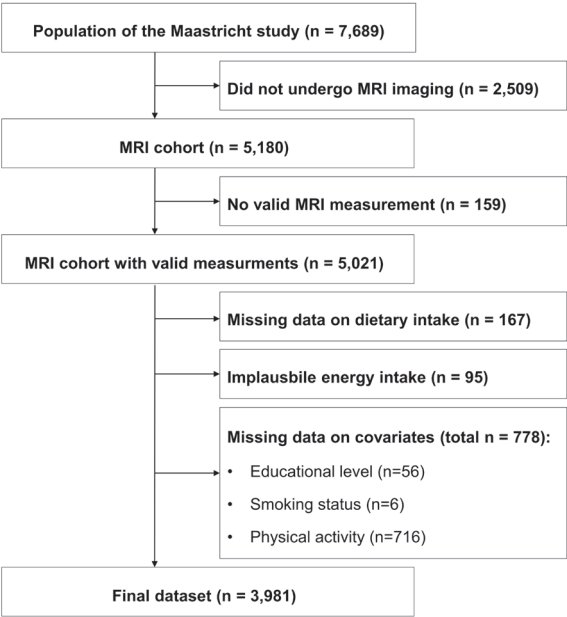 Population of the Maastricht study (n = 7,689)
Did not undergo MRI imaging (n = 2,509)
MRI cohort (n = 5,180)
No valid MRI measurement (n = 159)
MRI cohort with valid measurments (n = 5,021)
Missing data on dietary intake (n = 167)
Implausbile energy intake (n = 95)
Missing data on covariates (total n = 778):
• Educational level (n=56)
• Smoking status (n=6)
• Physical activity (n=716)
Final dataset (n = 3,981)